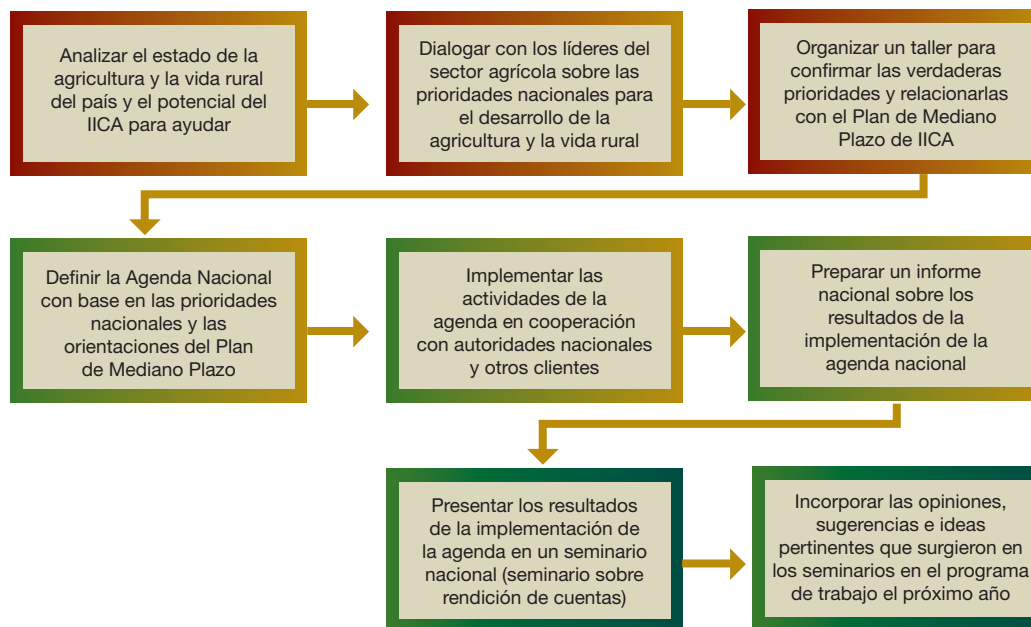 Analizar el estado de la
agricultura y la vida rural
del país y el potencial del
IICA para ayudar
Dialogar con los líderes del
sector agrícola sobre las
prioridades nacionales para
el desarrollo de la
agricultura y la vida rural
Organizar un taller para
confirmar las verdaderas
prioridades y relacionarlas
con el Plan de Mediano
Plazo de IICA
Definir la Agenda Nacional
con base en las prioridades
nacionales y las
orientaciones del Plan
de Mediano Plazo
Implementar las
actividades de la
agenda en cooperación
con autoridades nacionales
y otros clientes
Preparar un informe
nacional sobre los
resultados de la
implementación de la
agenda nacional
Presentar los resultados
de la implementación de
la agenda en un seminario
nacional (seminario sobre
rendición de cuentas)
Incorporar las opiniones,
sugerencias e ideas
pertinentes que surgieron en
los seminarios en el programa
de trabajo el próximo año